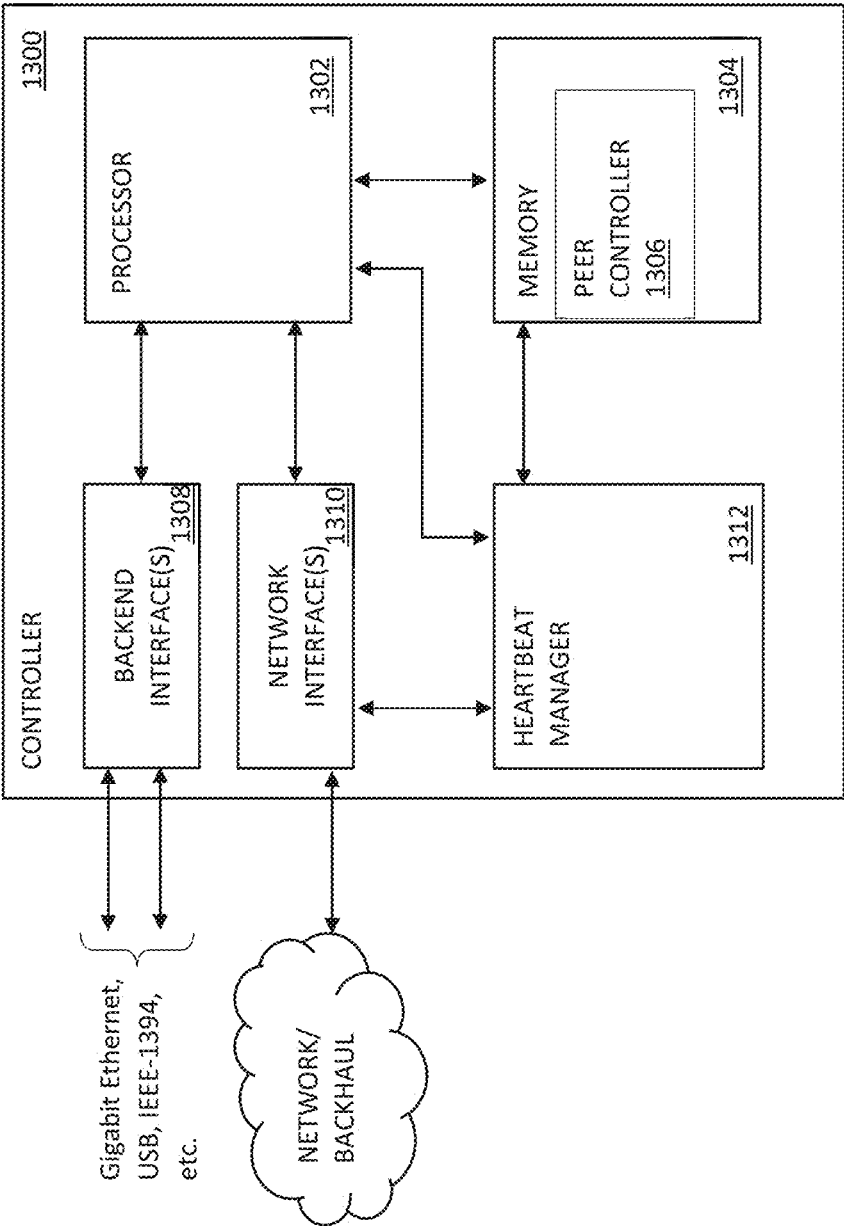 CONTROLLER
1300
Gigabit Ethernet,
USB, IEEE-1394,
etc.
BACKEND
INTERFACE(S)
1308
PROCESSOR
1302
NETWORK/
BACKHAUL
NETWORK
INTERFACE(S)
1310
HEARTBEAT
MANAGER
1312
MEMORY
PEER
CONTROLLER
1306
1304